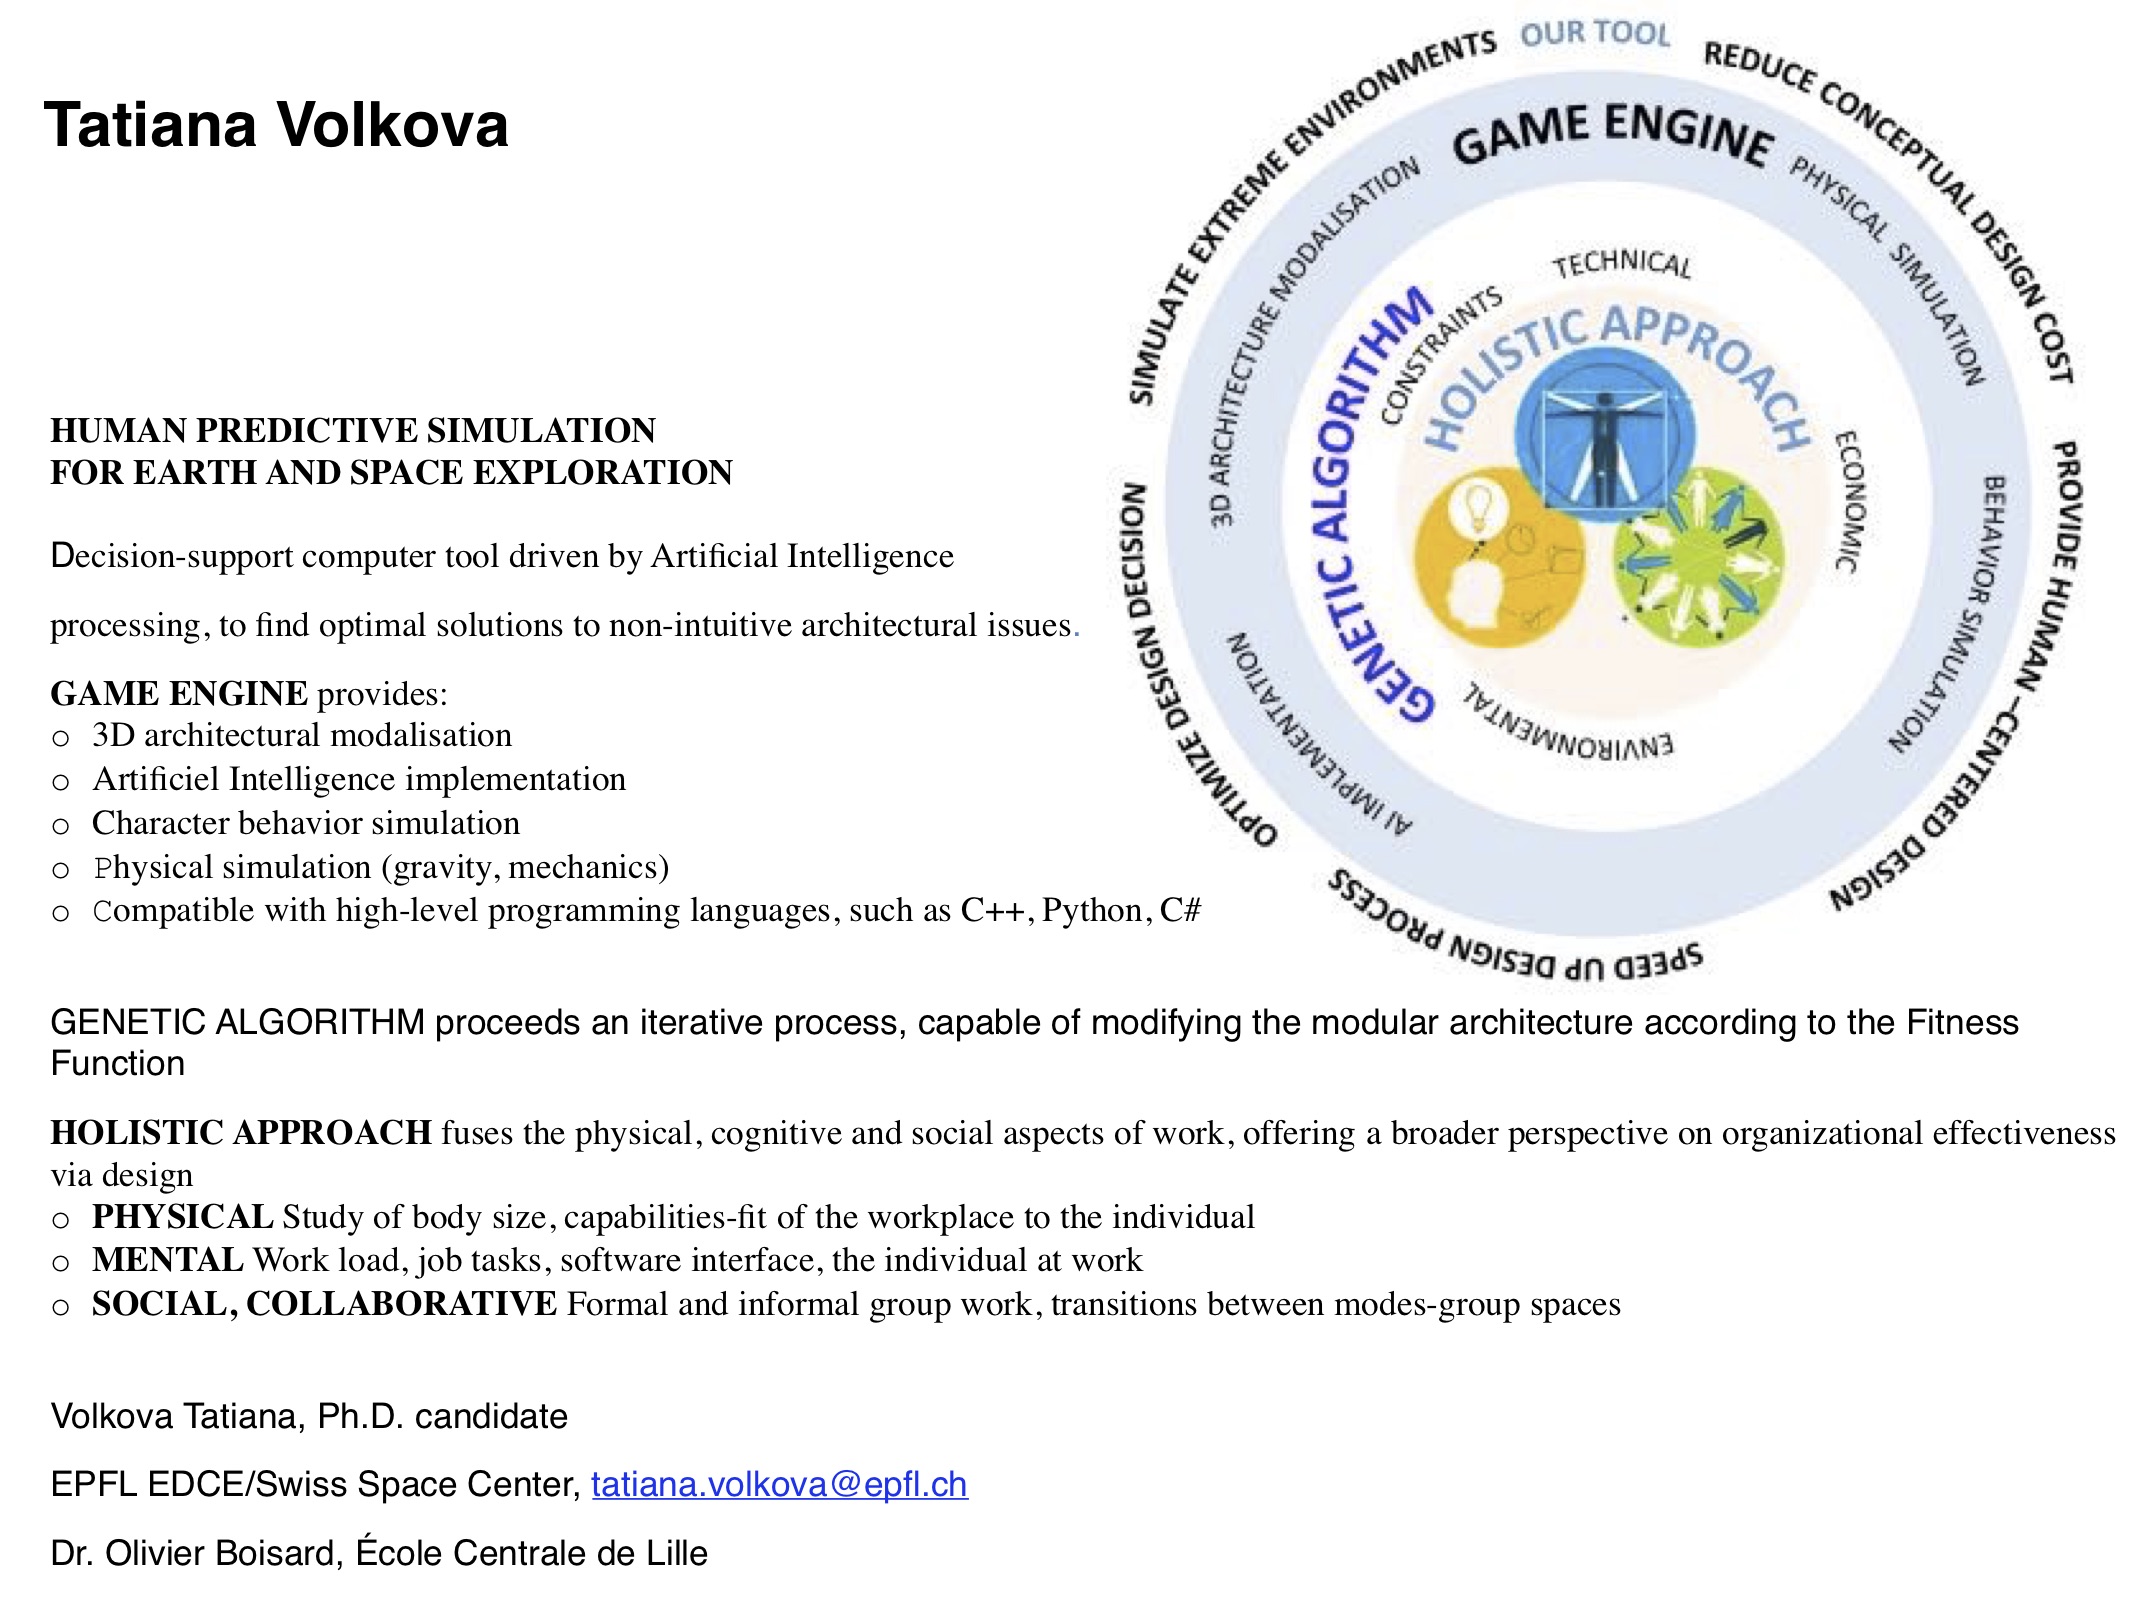 Tatiana Volkova
HUMAN PREDICTIVE SIMULATION
FOR EARTH AND SPACE EXPLORATION
Decision-support computer tool driven by Artificial Intelligence
processing, to find optimal solutions to non-intuitive architectural issues.
GAME ENGINE provides:
o 3D architectural modalisation
o Artificiel Intelligence implementation
o Character behavior simulation
o Physical simulation (gravity, mechanics)
o Compatible with high-level programming languages, such as C++, Python, C#
OUR TOOL
REDUCE CONCEPTUAL DESIGN COST
PROVIDE HUMAN –CENTERED DESIGN
SPEED UP DESIGN PROCESS
OPTIMIZE DESIGN DECISION
SIMULATE EXTREME ENVIRONMENTS
GAME ENGINE
PHYSICAL SIMULATION
BEHAVIOR SIMULATION
AI IMPLEMENTATION
3D ARCHITECTURE MODALISATION
GENETIC ALGORITHM
CONSTRAINTS
TECHNICAL
ECONOMIC
ENVIRONMENTAL
HOLISTIC APPROACH
GENETIC ALGORITHM proceeds an iterative process, capable of modifying the modular architecture according to the Fitness
Function
HOLISTIC APPROACH fuses the physical, cognitive and social aspects of work, offering a broader perspective on organizational effectiveness
via design
o PHYSICAL Study of body size, capabilities-fit of the workplace to the individual
o MENTAL Work load, job tasks, software interface, the individual at work
o SOCIAL, COLLABORATIVE Formal and informal group work, transitions between modes-group spaces
Volkova Tatiana, Ph.D. candidate
EPFL EDCE/Swiss Space Center, tatiana.volkova@epfl.ch
Dr. Olivier Boisard, École Centrale de Lille